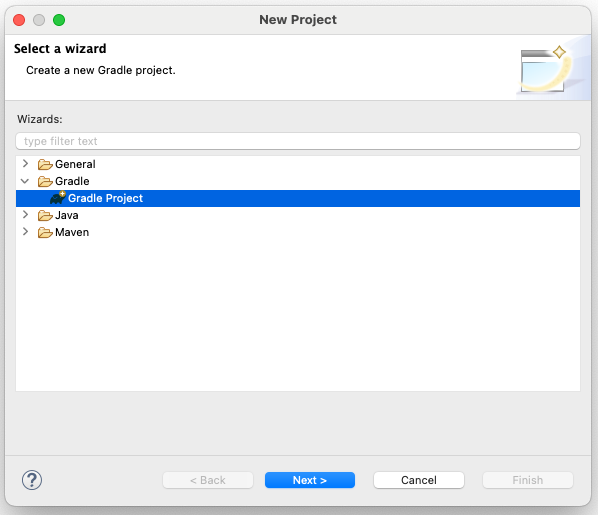 New Project
Select a wizard
Create a new Gradle project.
Wizards:
type filter text
General
Gradle
Gradle Project
Java
Maven
?
< Back
Next >
Cancel
Finish